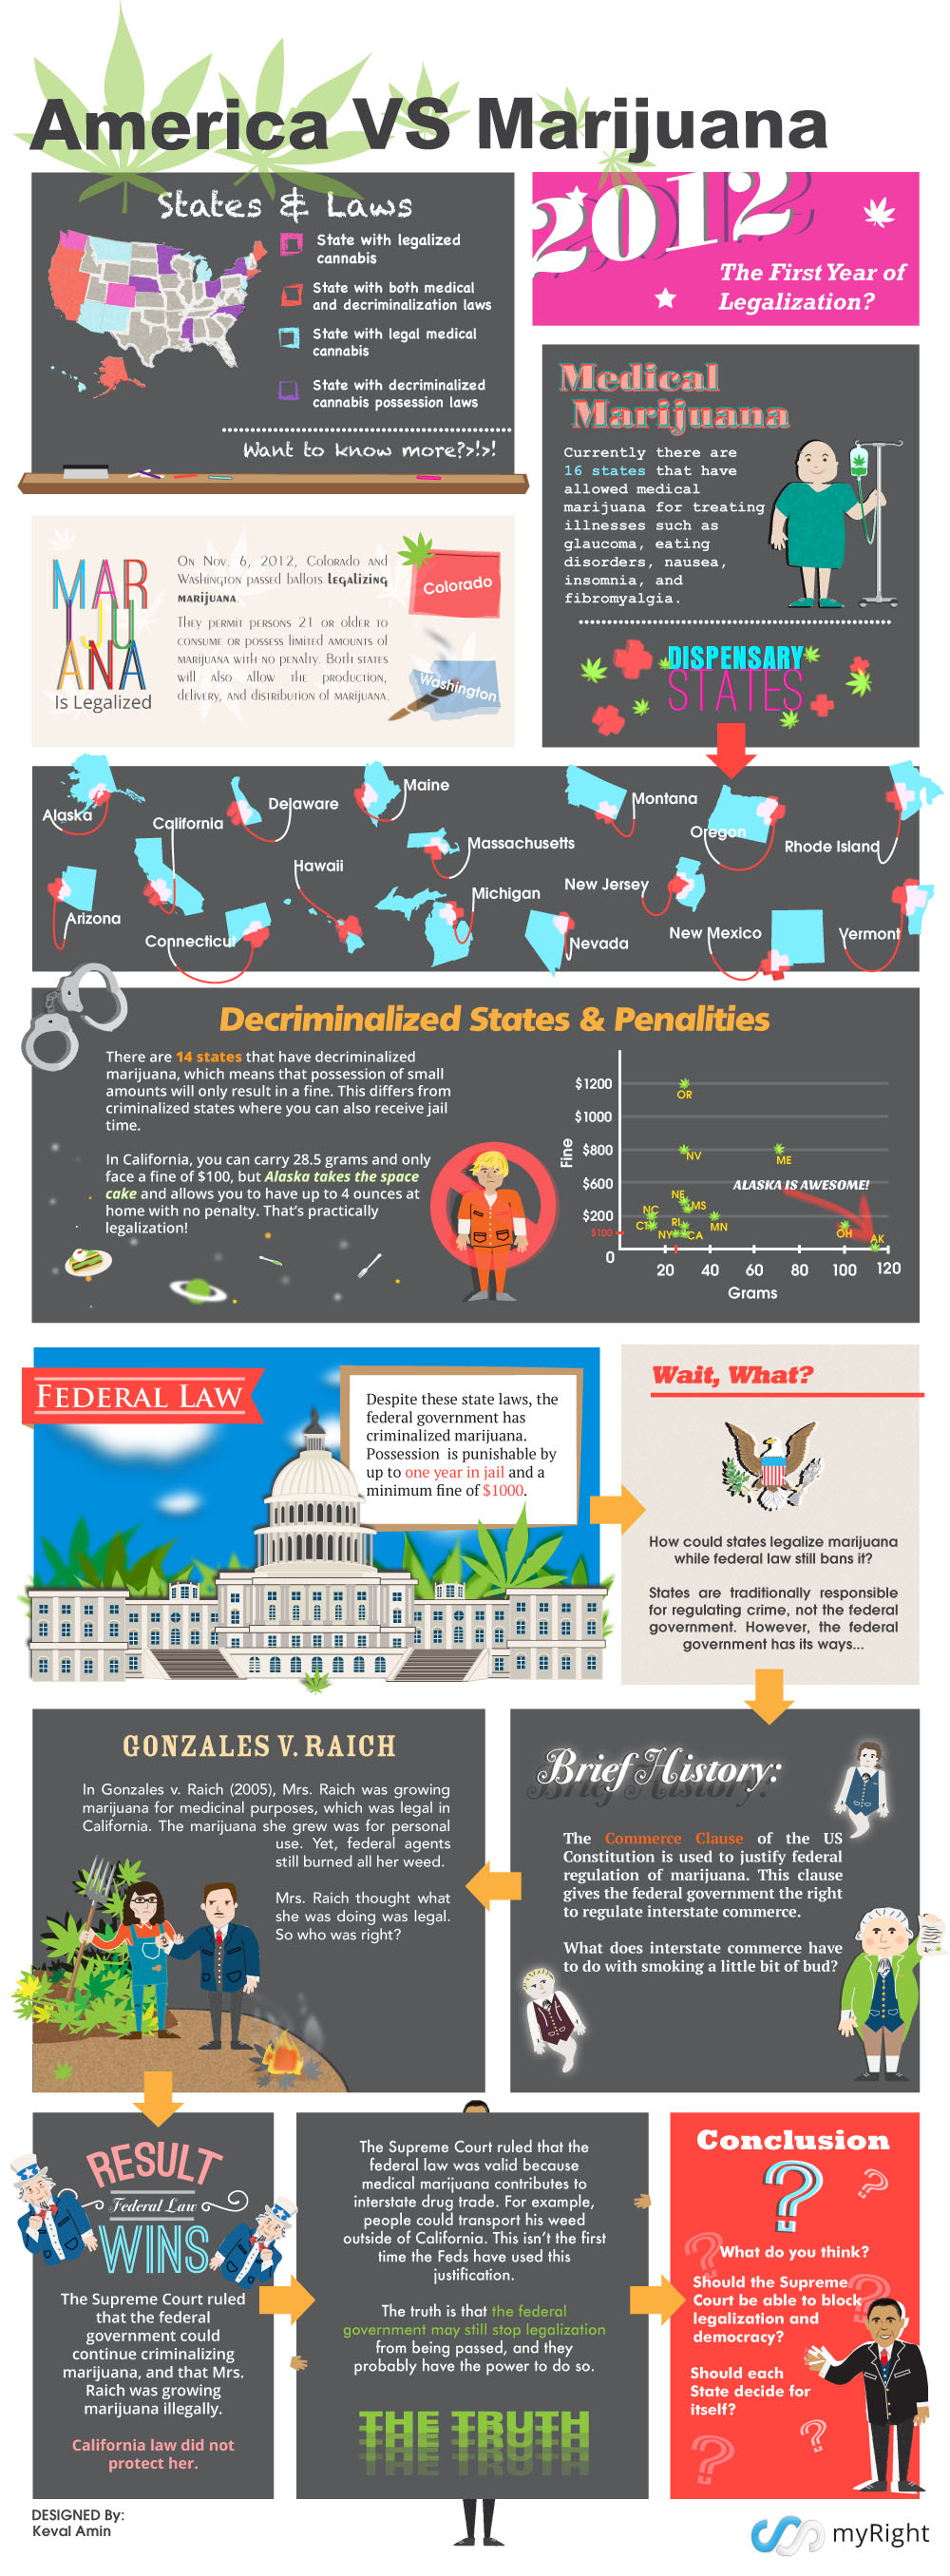 America VS Marijuana
States & Laws
State with legalized
cannabis
State with both medical
and decriminalization laws
State with legal medical
cannabis
State with decriminalized
cannabis possession laws
Want to know more?>!>!
2012
The First Year of
Legalization?
Medical
Marijuana
Currently there are
16 states that have
allowed medical
marijuana for treating
illnesses such as
glaucoma, eating
disorders, nausea,
insomnia, and
fibromyalgia.
DISPENSARY
STATES
MAR
IJU
ANA
Is Legalized
On Nov. 6, 2012, Colorado and
Washington passed ballots legalizing
marijuana.
They permit persons 21 or older to
consume or possess limited amounts of
marijuana with no penalty. Both states
will also allow the production,
delivery, and distribution of marijuana.
Colorado
Washington
Alaska
California
Delaware
Maine
Montana
Oregon
Rhode Island
Massachusetts
Hawaii
Michigan
New Jersey
Arizona
Connecticut
Nevada
New Mexico
Vermont
Decriminalized States & Penalities
There are 14 states that have decriminalized
marijuana, which means that possession of small
amounts will only result in a fine. This differs from
criminalized states where you can also receive jail
time.
In California, you can carry 28.5 grams and only
face a fine of $100, but Alaska takes the space
cake and allows you to have up to 4 ounces at
home with no penalty. That's practically
legalization!
Fine
$1200
$1000
$800
$600
$200
$100
0
OR
NV
ME
ALASKA IS AWESOME!
NE
MS
NC
CT
RI
MN
NY
CA
OH
AK
20
40
60
80
100
120
Grams
FEDERAL LAW
Despite these state laws, the
federal government has
criminalized marijuana.
Possession is punishable by
up to one year in jail and a
minimum fine of $1000.
Wait, What?
How could states legalize marijuana
while federal law still bans it?
States are traditionally responsible
for regulating crime, not the federal
government. However, the federal
government has its ways...
Brief History:
The Commerce Clause of the US
Constitution is used to justify federal
regulation of marijuana. This clause
gives the federal government the right
to regulate interstate commerce.
What does interstate commerce have
to do with smoking a little bit of bud?
GONZALES V. RAICH
In Gonzales v. Raich (2005), Mrs. Raich was growing
marijuana for medicinal purposes, which was legal in
California. The marijuana she grew was for personal
use. Yet, federal agents
still burned all her weed.
Mrs. Raich thought what
she was doing was legal.
So who was right?
RESULT
Federal Law
WINS
The Supreme Court ruled
that the federal
government could
continue criminalizing
marijuana, and that Mrs.
Raich was growing
marijuana illegally.
California law did not
protect her.
The Supreme Court ruled that the
federal law was valid because
medical marijuana contributes to
interstate drug trade. For example,
people could transport his weed
outside of California. This isn't the first
time the Feds have used this
justification.
The truth is that the federal
government may still stop legalization
from being passed, and they
probably have the power to do so.
THE TRUTH
Conclusion
?
What do you think?
Should the Supreme
Court be able to block
legalization and
democracy?
Should each
State decide for
itself?
DESIGNED By:
Keval Amin
myRight